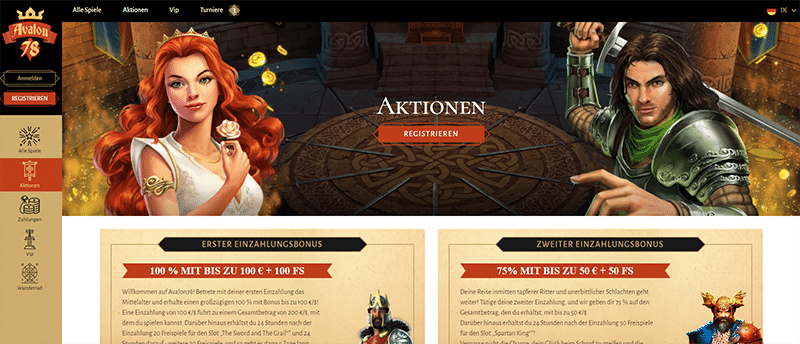 Alle Spiele Aktionen Vip Turniere 3 DE
Avalon
78
Anmelden
REGISTRIEREN
Alle Spiele
Aktionen
Zahlungen
Vip
Wunderrad
AKTIONEN
REGISTRIEREN
ERSTER EINZAHLUNGSBONUS
100 % MIT BIS ZU 100 € + 100 FS
Willkommen auf Avalon78! Betrete mit deiner ersten Einzahlung das
Mittelalter und erhalte einen großzügigen 100 % mit Bonus bis zu 100 €/$!
Eine Einzahlung von 100 €/$ führt zu einem Gesamtbetrag von 200 €/$, mit
dem du spielen kannst. Darüber hinaus erhältst du 24 Stunden nach der
Einzahlung 20 Freispiele für den Slot „The Sword and The Grail“ und 24
Stunden darauf
ZWEITER EINZAHLUNGSBONUS
75% MIT BIS ZU 50 € + 50 FS
Deine Reise inmitten tapferer Ritter und unerbittlicher Schlachten geht
weiter! Tätige deine zweiter Einzahlung, und wir geben dir 75 % auf den
Gesamtbetrag, den du erhältst, mit bis zu 50 €/$.
Darüber hinaus erhältst du 24 Stunden nach der Einzahlung 50 Freispiele
für den Slot „Spartan King“!